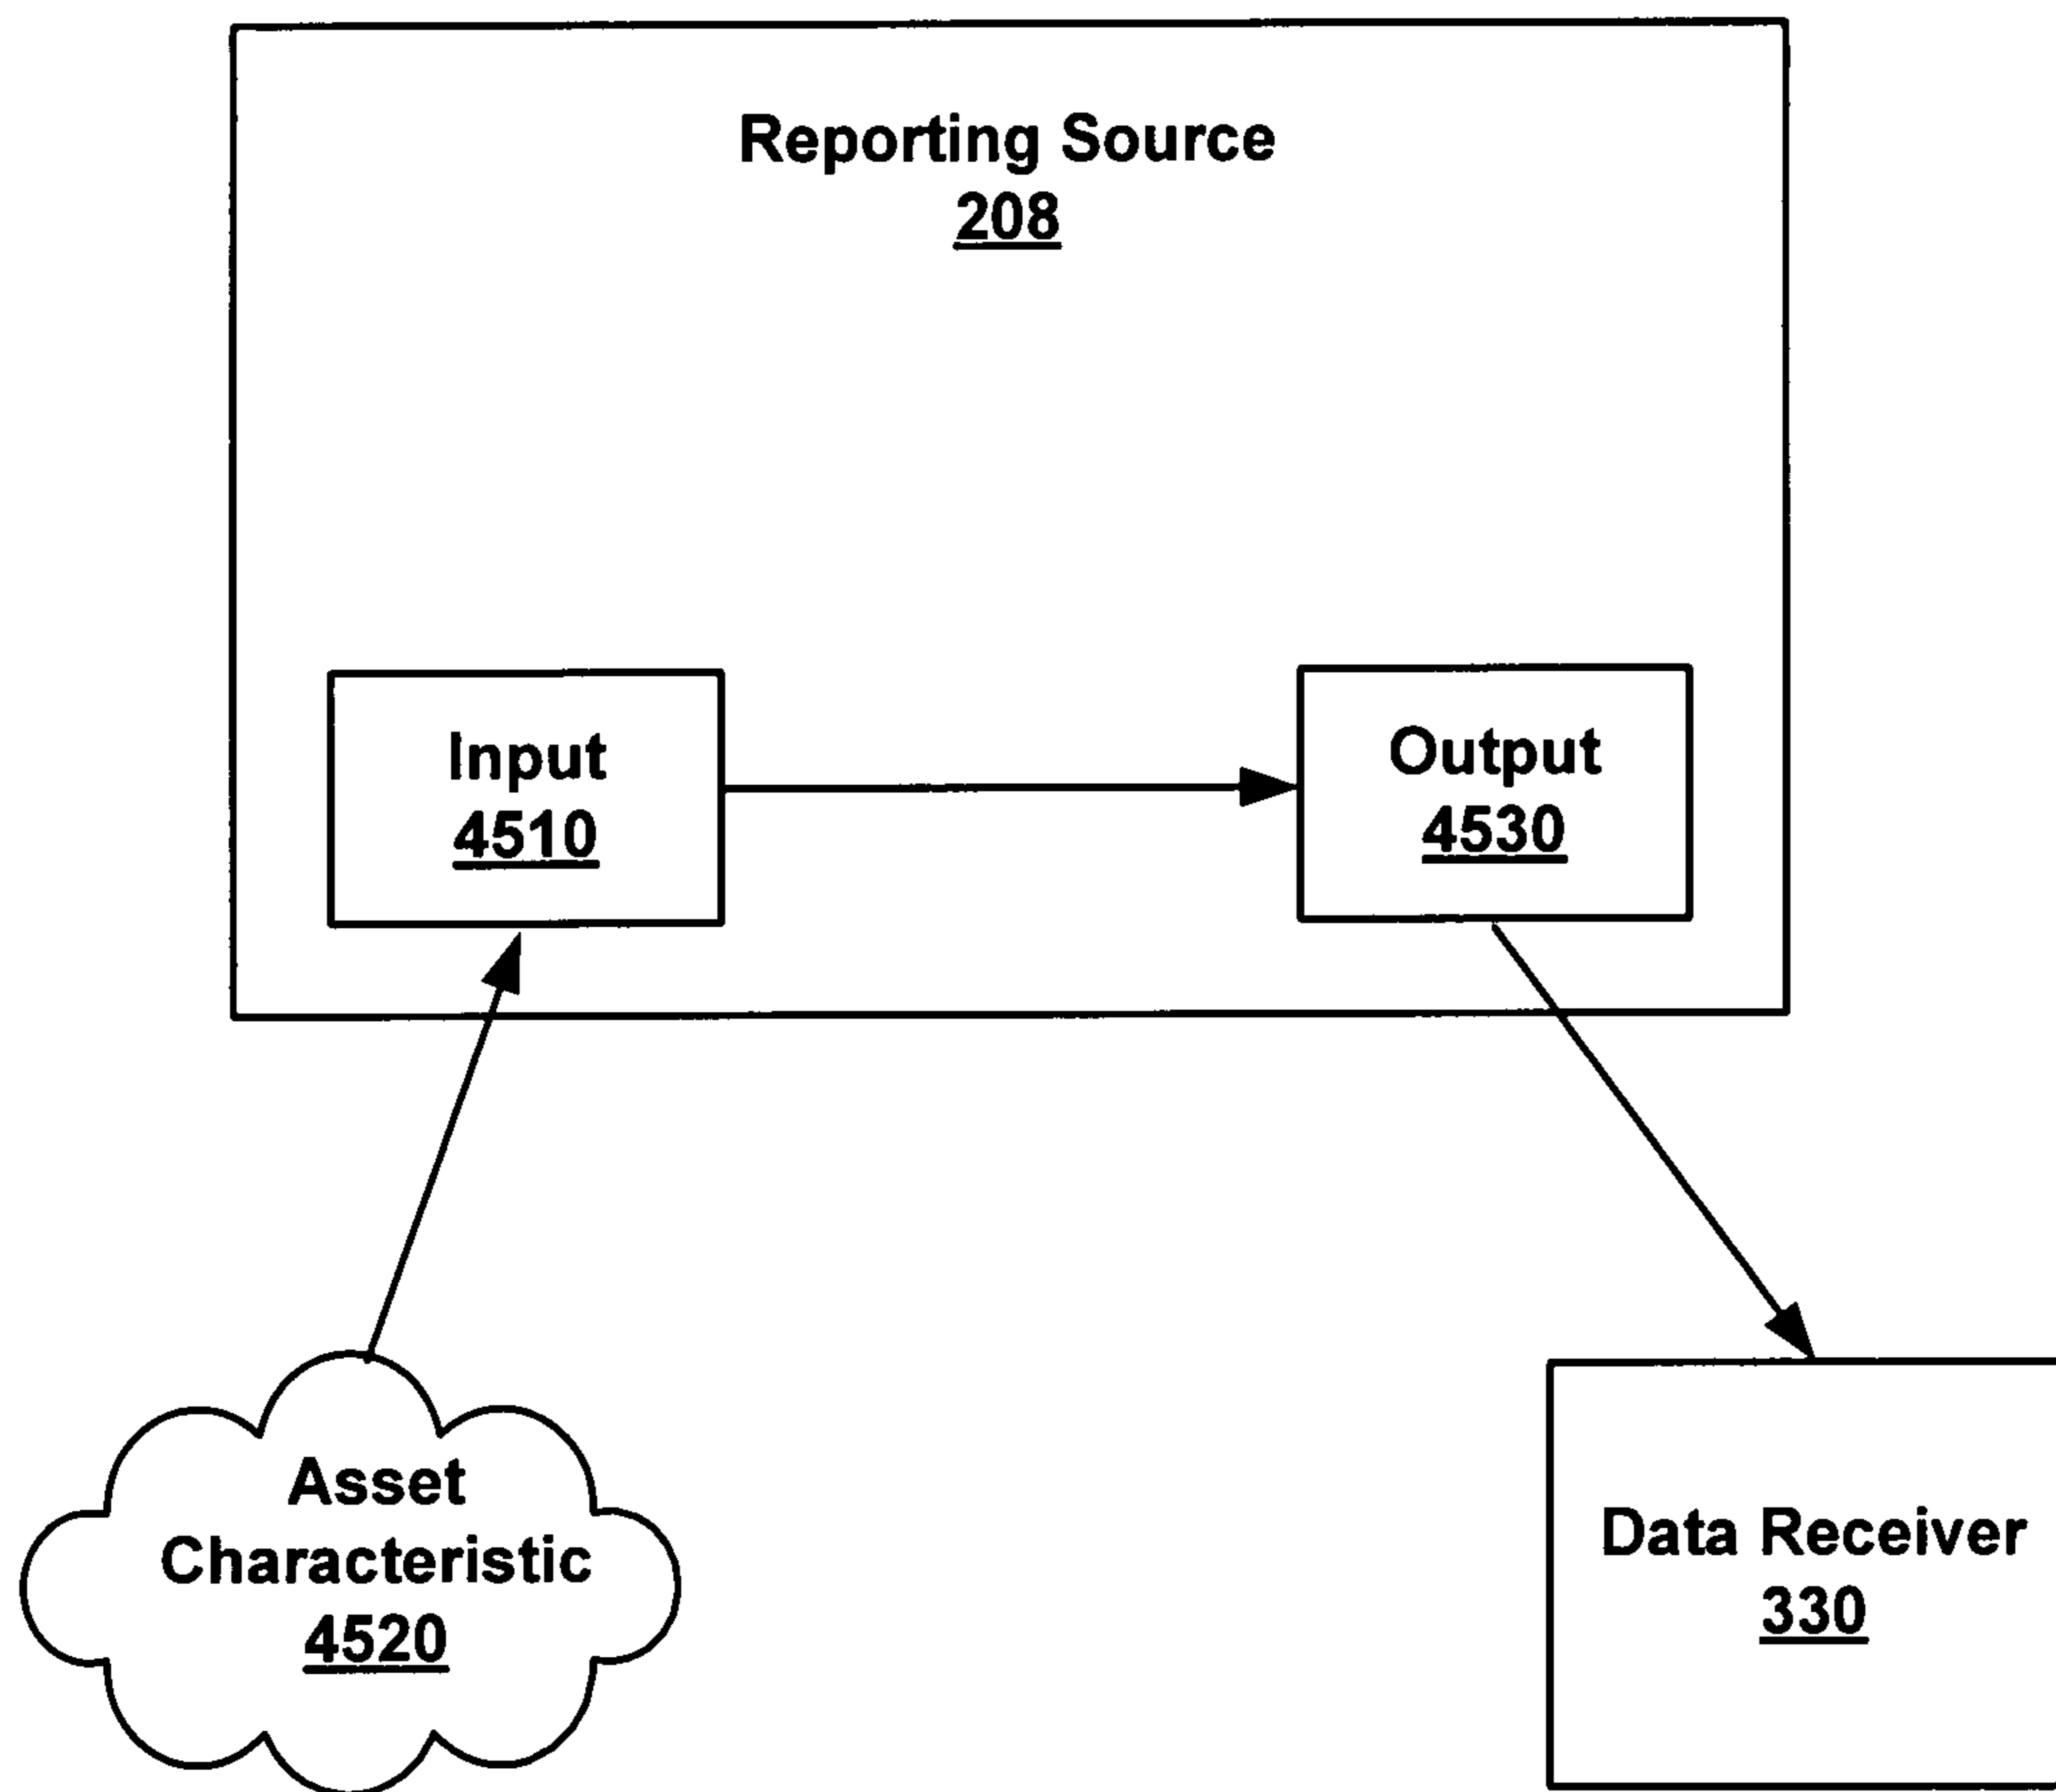 Reporting Source
208
Input
4510
Output
4530
Asset
Characteristic
4520
Data Receiver
330